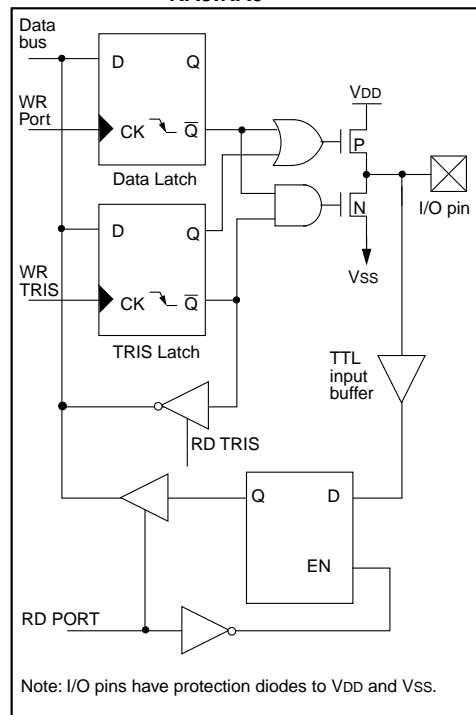 Data
bus
D Q
WR
Port
CK Q
Data Latch
VDD
P
N
I/O pin
VSS
D Q
WR
TRIS
CK Q
TRIS Latch
TTL
input
buffer
RD TRIS
Q D
EN
RD PORT
Note: I/O pins have protection diodes to VDD and VSS.